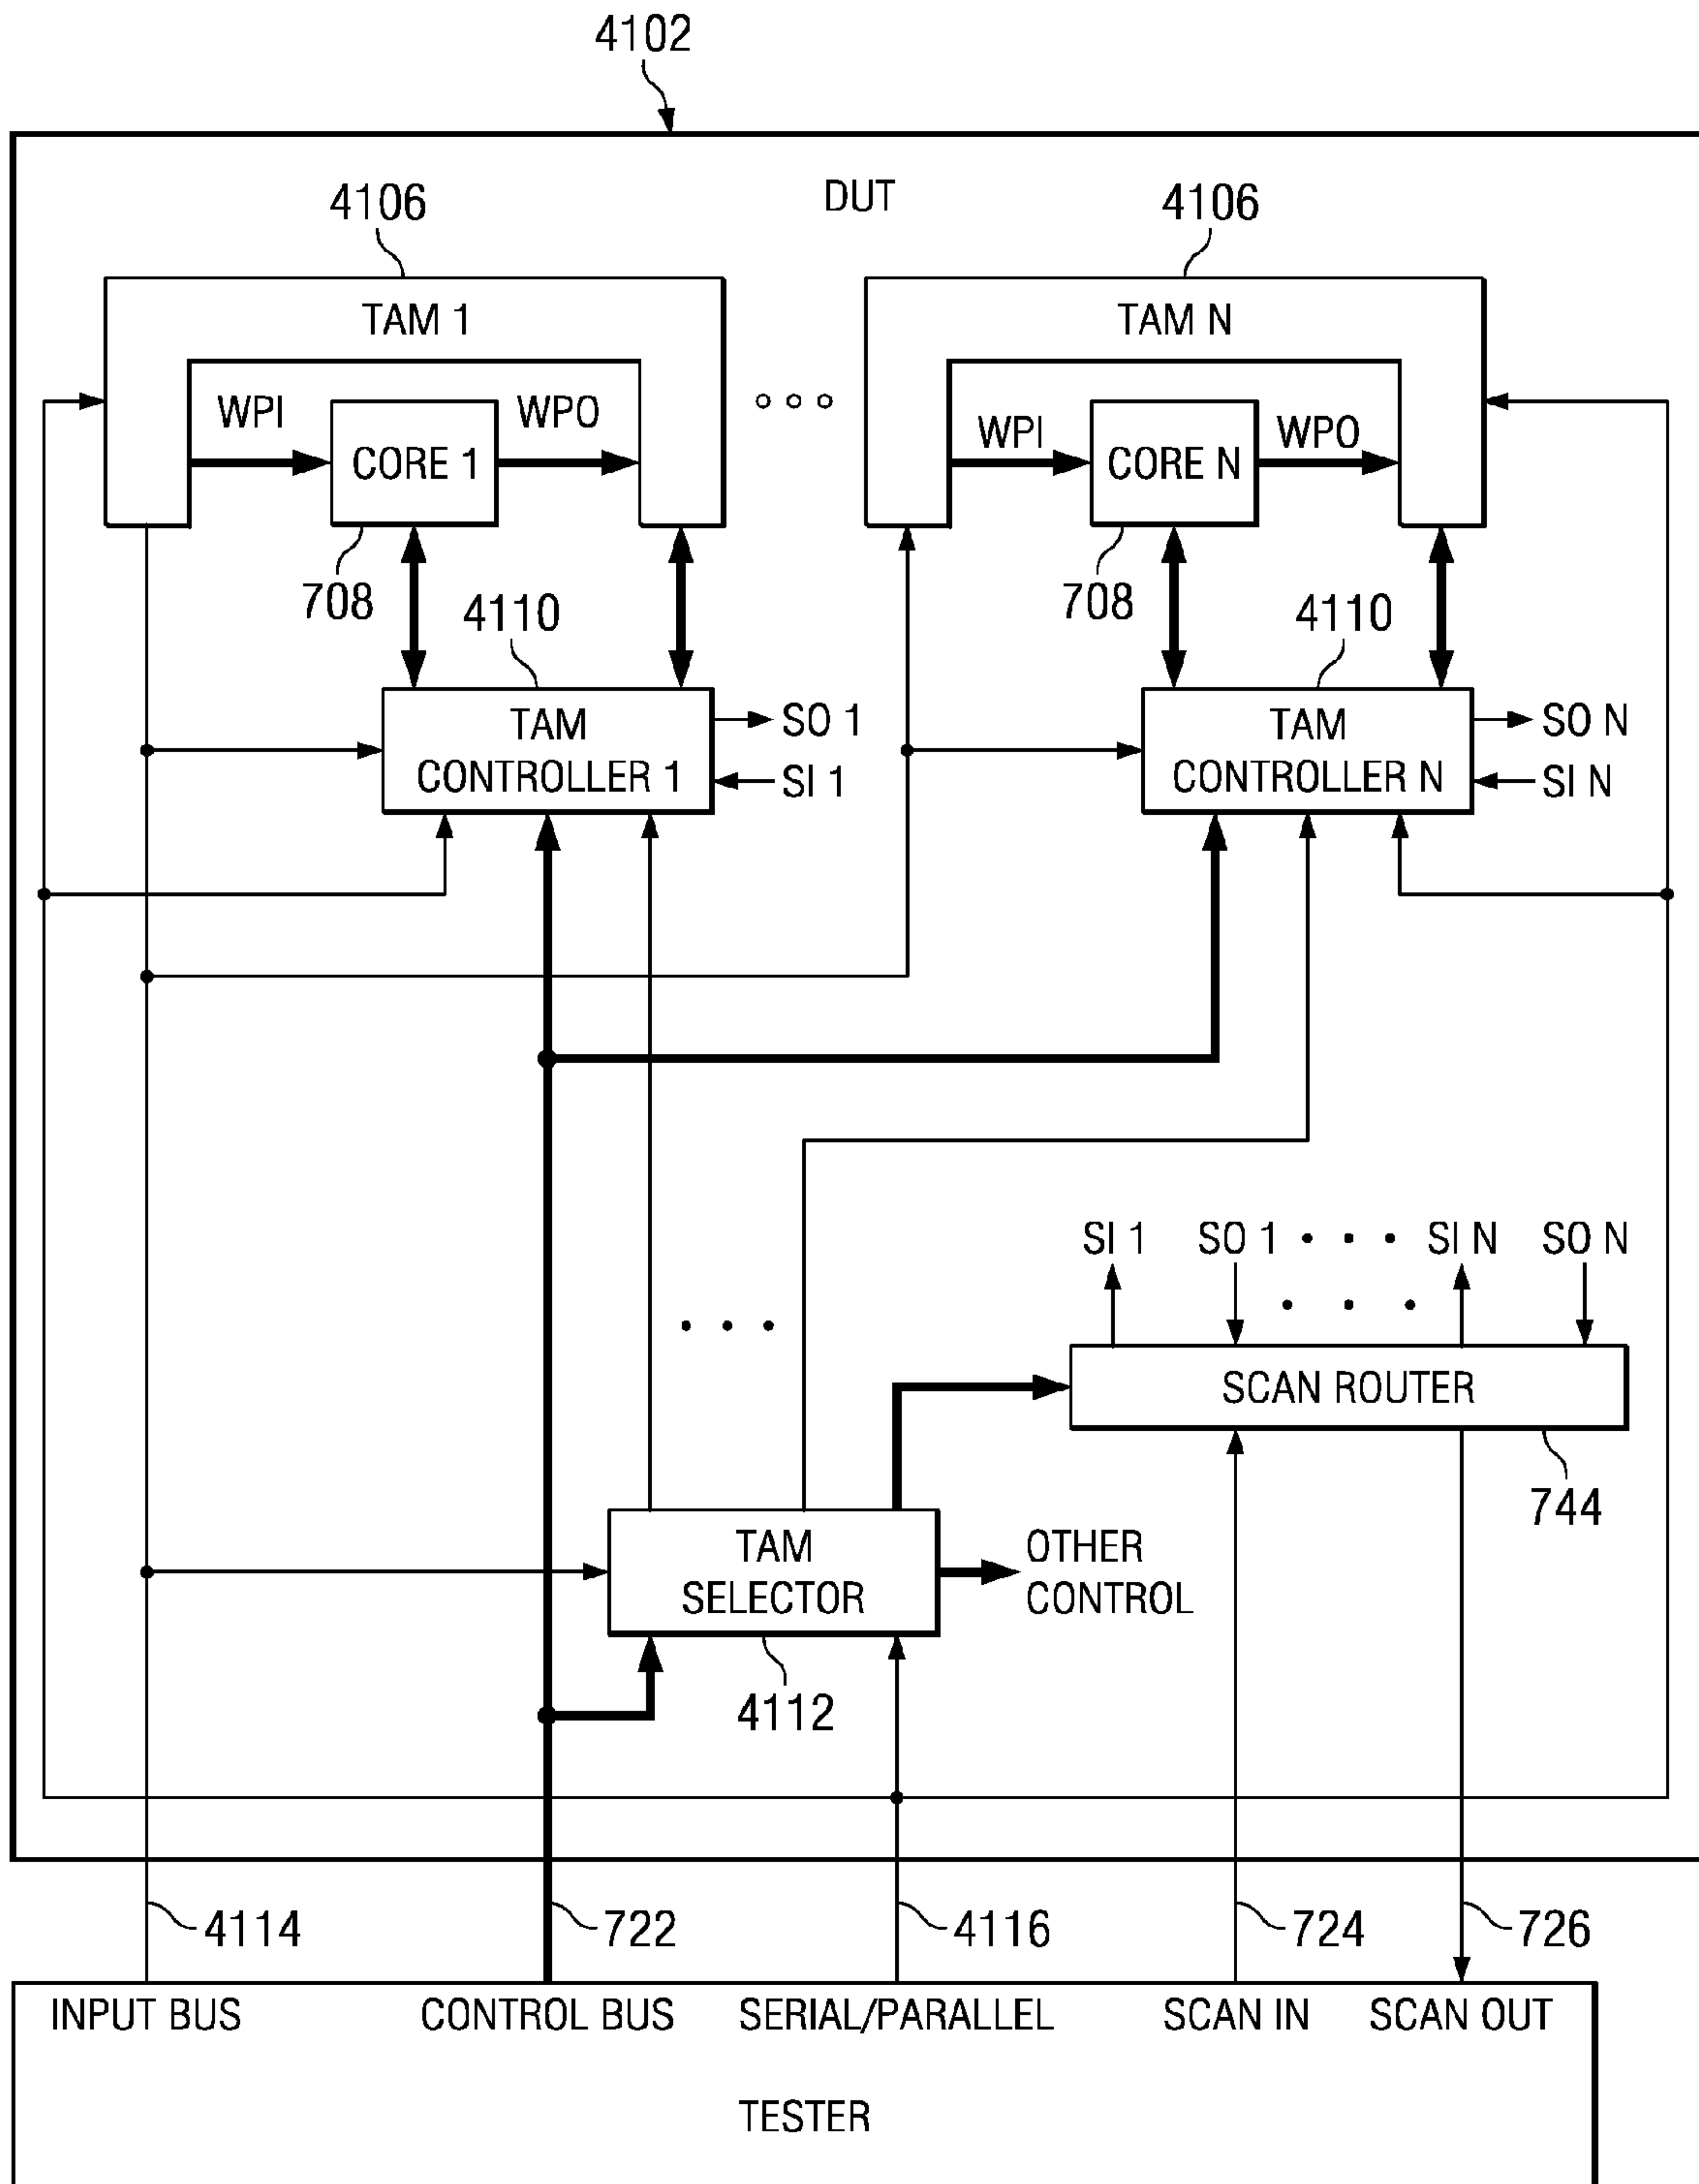 4102
DUT
4106
4106
TAM 1
TAM N
WPI
WPO
WPI
WPO
CORE 1
CORE N
708
708
4110
4110
TAM
CONTROLLER 1
SO 1
SI 1
TAM
CONTROLLER N
SO N
SI N
SI 1
SO 1
SI N
SO N
SCAN ROUTER
744
TAM
SELECTOR
OTHER
CONTROL
4112
4114
722
4116
724
726
INPUT BUS
CONTROL BUS
SERIAL/PARALLEL
SCAN IN
SCAN OUT
TESTER